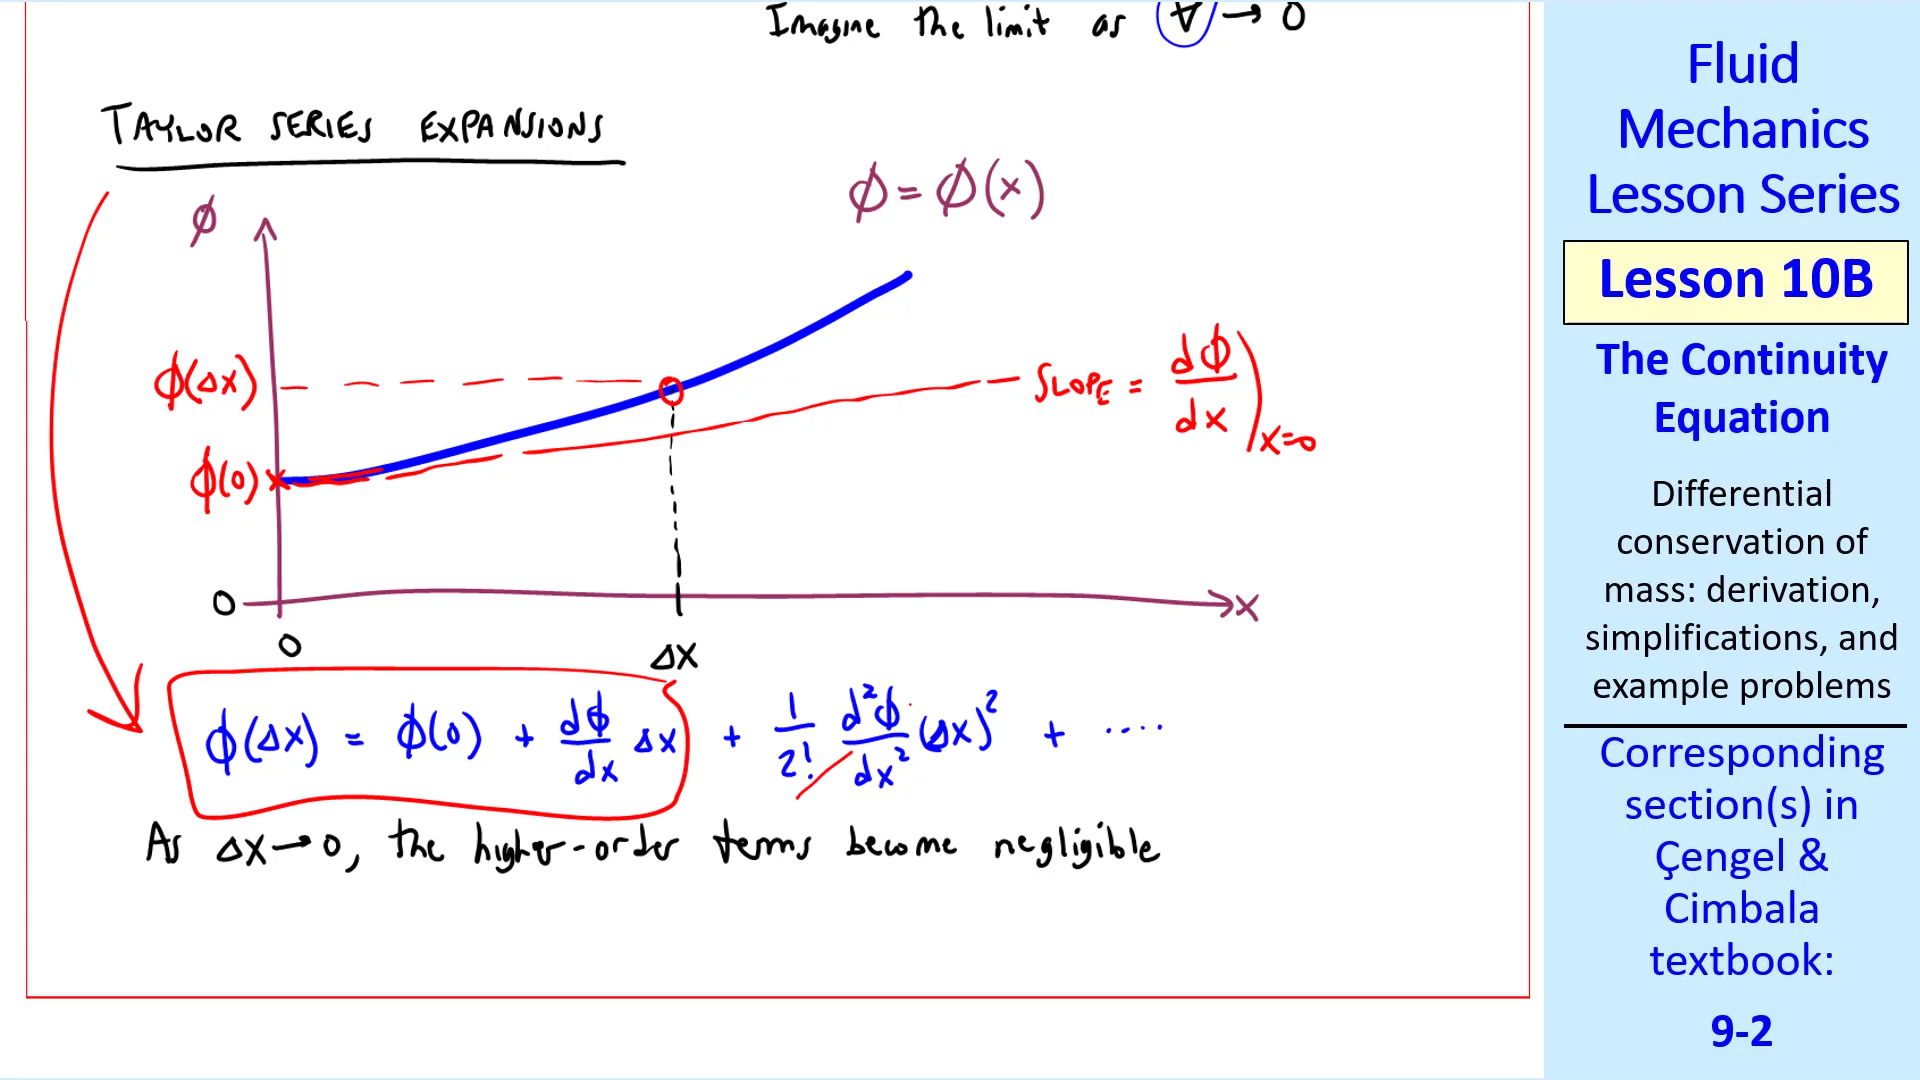 Imagine the limit as V → 0
TAYLOR SERIES EXPANSIONS
ϕ
ϕ = ϕ(x)
ϕ(Δx)
SLOPE = dϕ/dx)x=0
ϕ(0)
0
x
0
Δx
ϕ(Δx) = ϕ(0) + dϕ/dx Δx + 1/2! d²ϕ/dx² (Δx)² + ....
As Δx → 0, the higher-order terms become negligible
Fluid
Mechanics
Lesson Series
Lesson 10B
The Continuity
Equation
Differential
conservation of
mass: derivation,
simplifications, and
example problems
Corresponding
section(s) in
Çengel &
Cimbala
textbook:
9-2